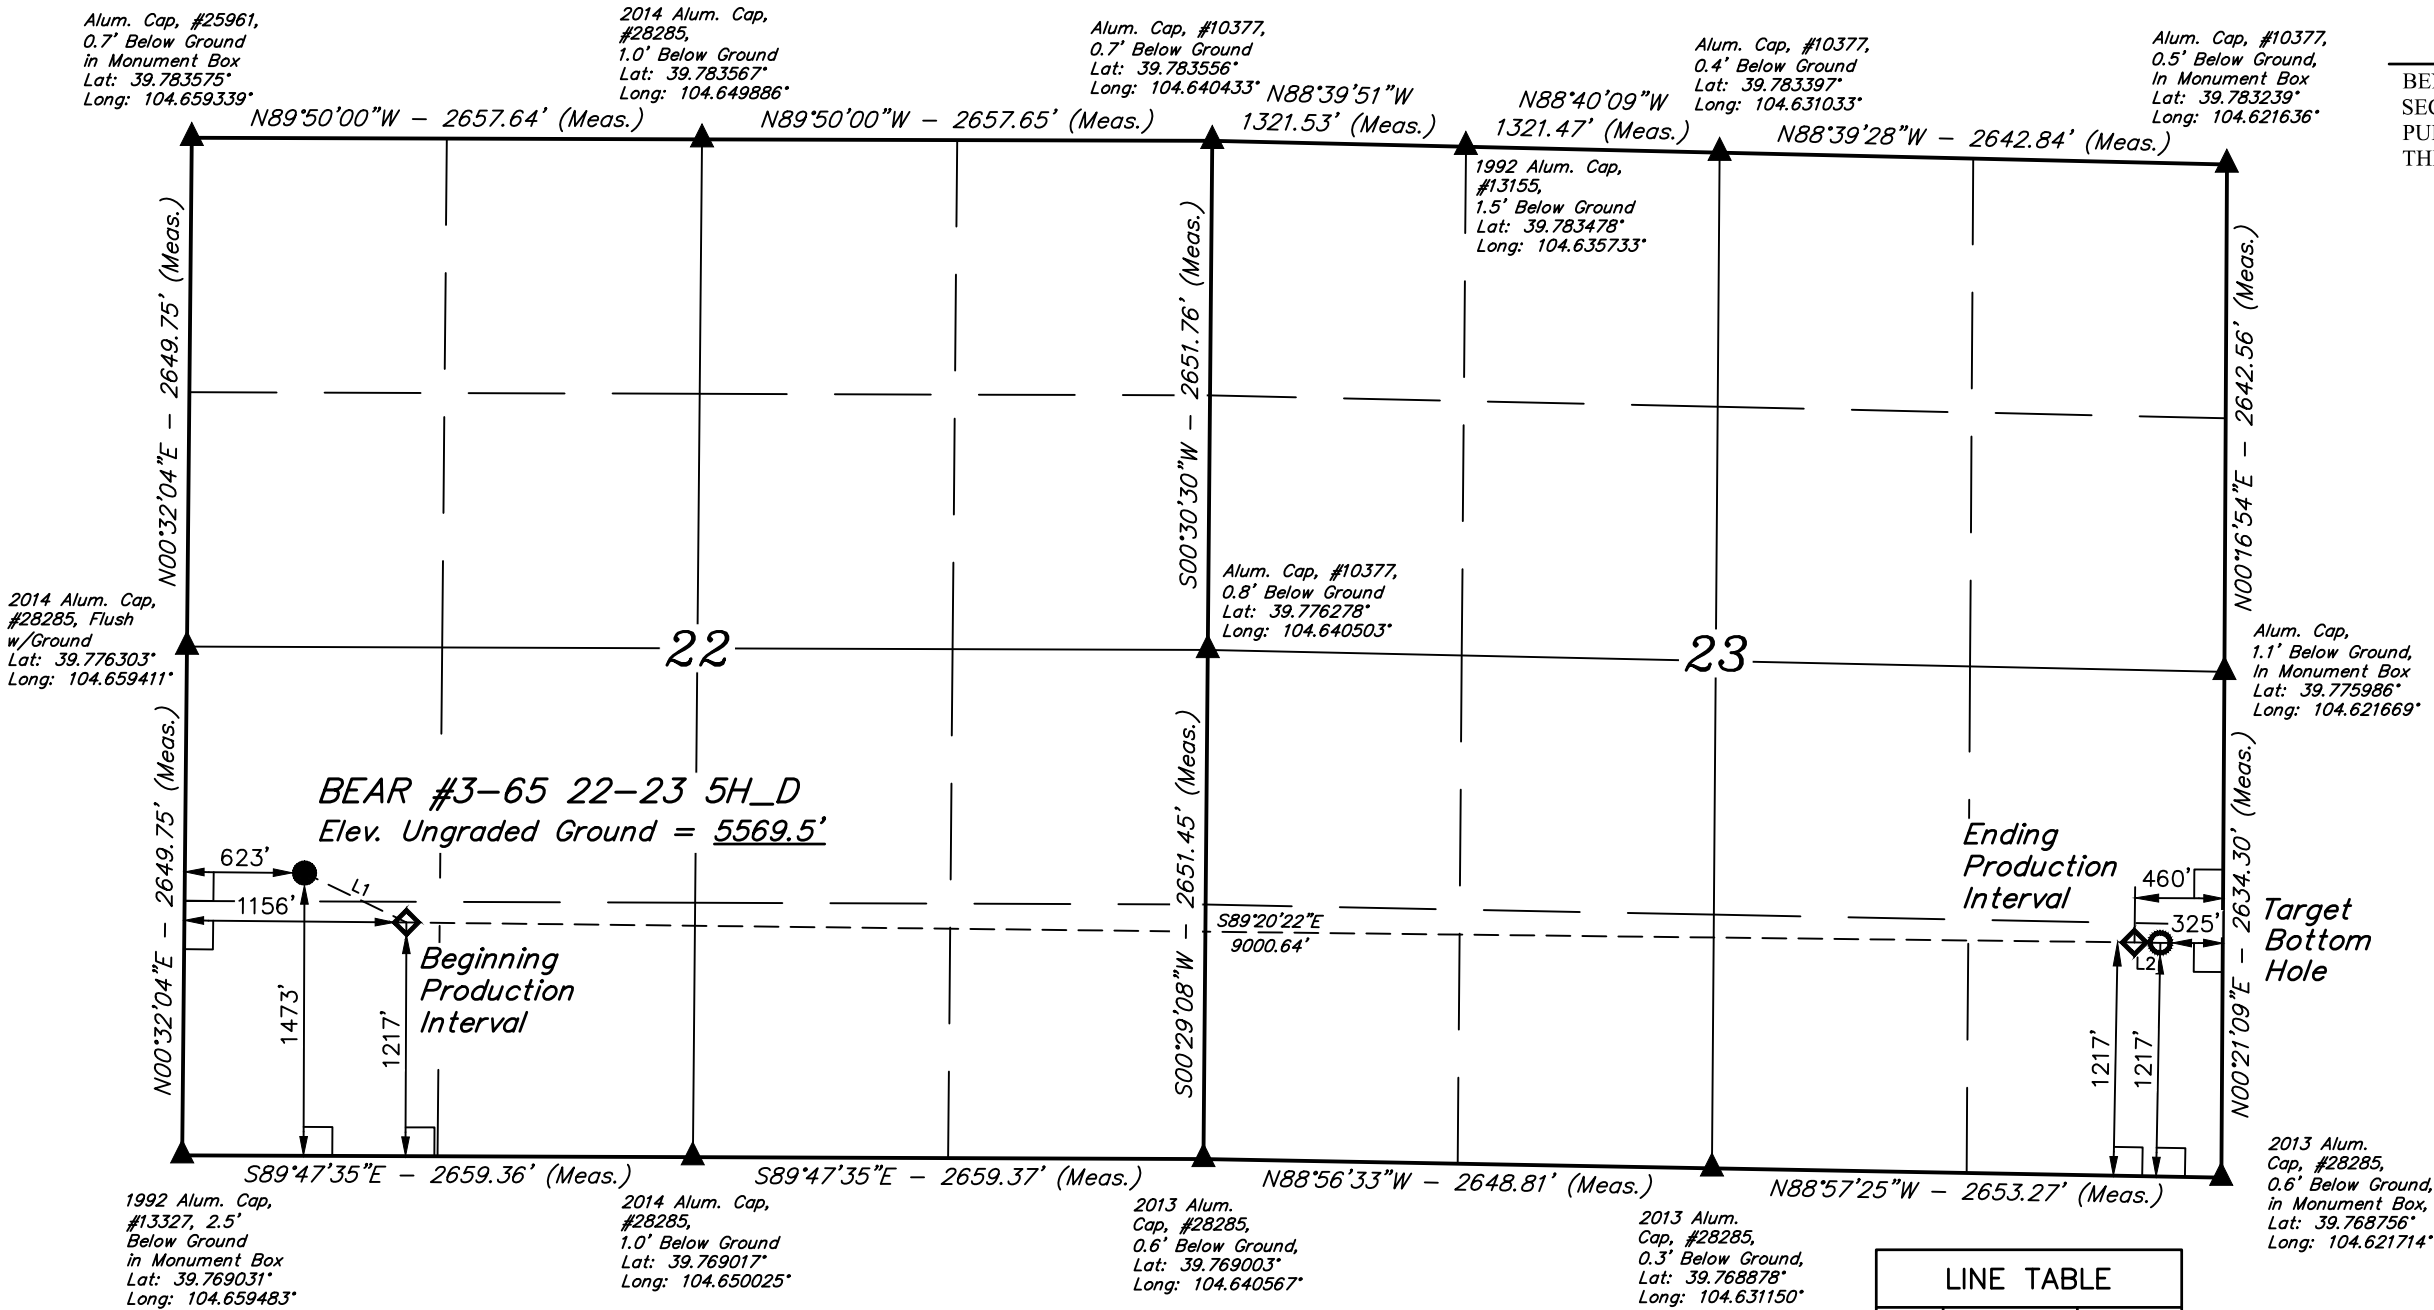 Alum. Cap, #25961,
0.7' Below Ground
in Monument Box
Lat: 39.783575°
Long: 104.659339°
2014 Alum. Cap,
#28285,
1.0' Below Ground
Lat: 39.783567°
Long: 104.649886°
Alum. Cap, #10377,
0.7' Below Ground
Lat: 39.783556°
Long: 104.640433°
Alum. Cap, #10377,
0.4' Below Ground
Lat: 39.783397°
Long: 104.631033°
Alum. Cap, #10377,
0.5' Below Ground,
In Monument Box
Lat: 39.783239°
Long: 104.621636°
N89°50'00"W – 2657.64' (Meas.)
N89°50'00"W – 2657.65' (Meas.)
N88°39'51"W
1321.53' (Meas.)
N88°40'09"W
1321.47' (Meas.)
N88°39'28"W – 2642.84' (Meas.)
1992 Alum. Cap,
#13155,
1.5' Below Ground
Lat: 39.783478°
Long: 104.635733°
N00°32'04"E – 2649.75' (Meas.)
S00°30'30"W – 2651.76' (Meas.)
N00°16'54"E – 2642.56' (Meas.)
2014 Alum. Cap,
#28285, Flush
w/Ground
Lat: 39.776303°
Long: 104.659411°
22
Alum. Cap, #10377,
0.8' Below Ground
Lat: 39.776278°
Long: 104.640503°
23
Alum. Cap,
1.1' Below Ground,
In Monument Box
Lat: 39.775986°
Long: 104.621669°
N00°32'04"E – 2649.75' (Meas.)
BEAR #3-65 22-23 5H_D
Elev. Ungraded Ground = 5569.5'
623'
L1
1156'
Beginning
Production
Interval
1473'
1217'
S00°29'08"W – 2651.45' (Meas.)
S89°20'22"E
9000.64'
Ending
Production
Interval
460'
325'
L2
Target
Bottom
Hole
1217'
1217'
N00°21'09"E – 2634.30' (Meas.)
S89°47'35"E – 2659.36' (Meas.)
S89°47'35"E – 2659.37' (Meas.)
N88°56'33"W – 2648.81' (Meas.)
N88°57'25"W – 2653.27' (Meas.)
1992 Alum. Cap,
#13327, 2.5'
Below Ground
in Monument Box
Lat: 39.769031°
Long: 104.659483°
2014 Alum. Cap,
#28285,
1.0' Below Ground
Lat: 39.769017°
Long: 104.650025°
2013 Alum.
Cap, #28285,
0.6' Below Ground,
Lat: 39.769003°
Long: 104.640567°
2013 Alum.
Cap, #28285,
0.3' Below Ground,
Lat: 39.768878°
Long: 104.631150°
2013 Alum.
Cap, #28285,
0.6' Below Ground,
in Monument Box,
Lat: 39.768756°
Long: 104.621714°
LINE TABLE